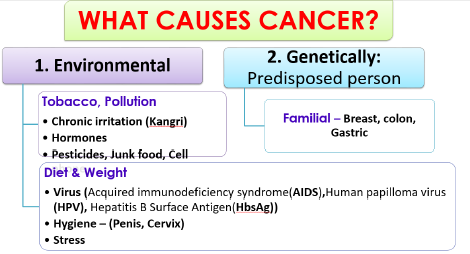 WHAT CAUSES CANCER?
1. Environmental
Tobacco, Pollution
• Chronic irritation (Kangri)
• Hormones
• Pesticides, Junk food, Cell
Diet & Weight
• Virus (Acquired immunodeficiency syndrome(AIDS),Human papilloma virus
(HPV), Hepatitis B Surface Antigen(HbsAg))
• Hygiene – (Penis, Cervix)
• Stress
2. Genetically:
Predisposed person
Familial – Breast, colon,
Gastric